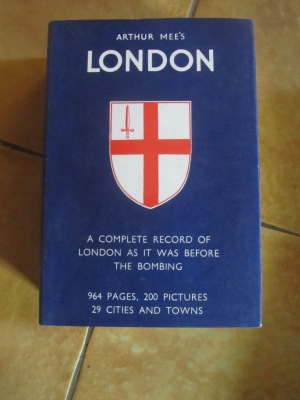 ARTHUR MEE'S
LONDON
A COMPLETE RECORD OF
LONDON AS IT WAS BEFORE
THE BOMBING
964 PAGES, 200 PICTURES
29 CITIES AND TOWNS